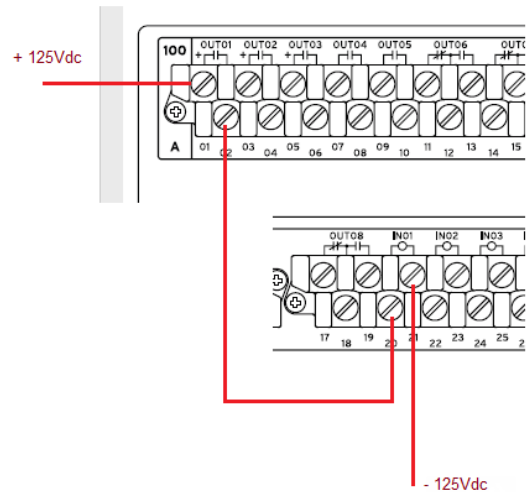 + 125Vdc
100 OUT01 OUT02 OUT03 OUT04 OUT05 OUT06
+ + +
A 01 02 03 04 05 06 07 08 09 10 11 12 13 14 15
OUT08 IN01 IN02 IN03
17 18 19 20 21 22 23 24 25
- 125Vdc